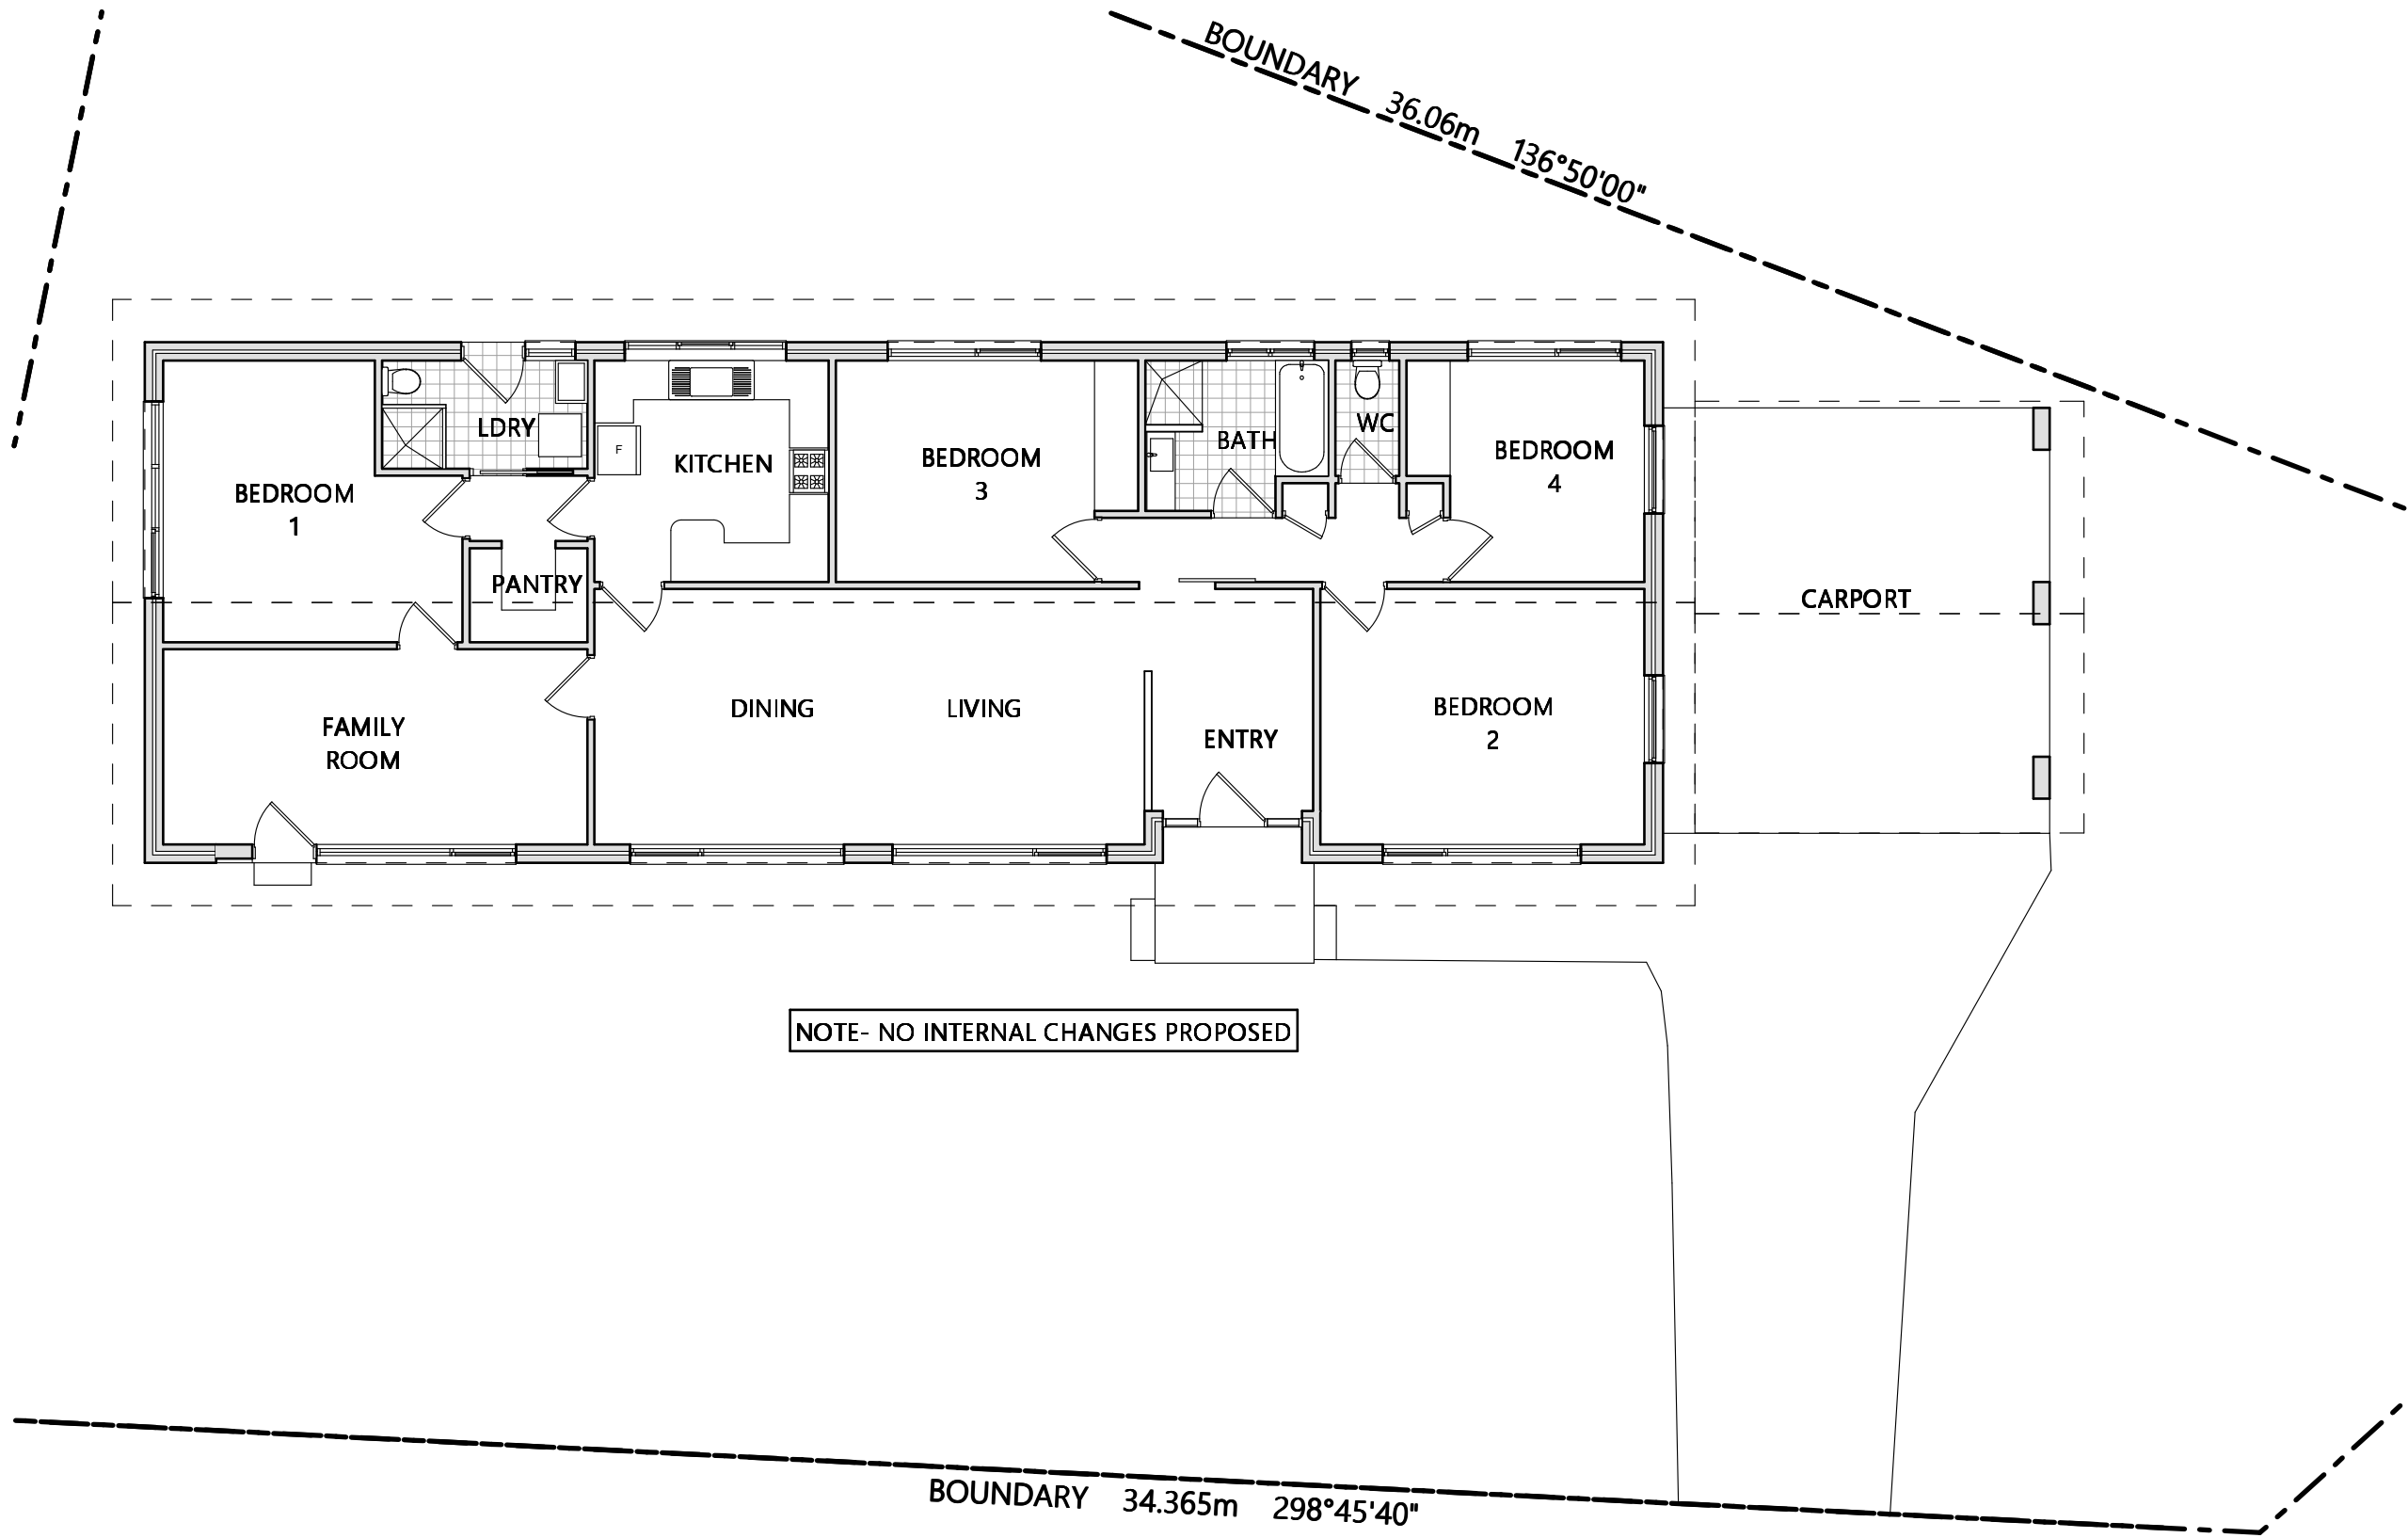 BOUNDARY 36.06m 136°50'00"
LDRY
WC
BATH
F
KITCHEN
BEDROOM
3
BEDROOM
4
BEDROOM
1
PANTRY
CARPORT
FAMILY
ROOM
DINING
LIVING
ENTRY
BEDROOM
2
NOTE- NO INTERNAL CHANGES PROPOSED
BOUNDARY 34.365m 298°45'40"